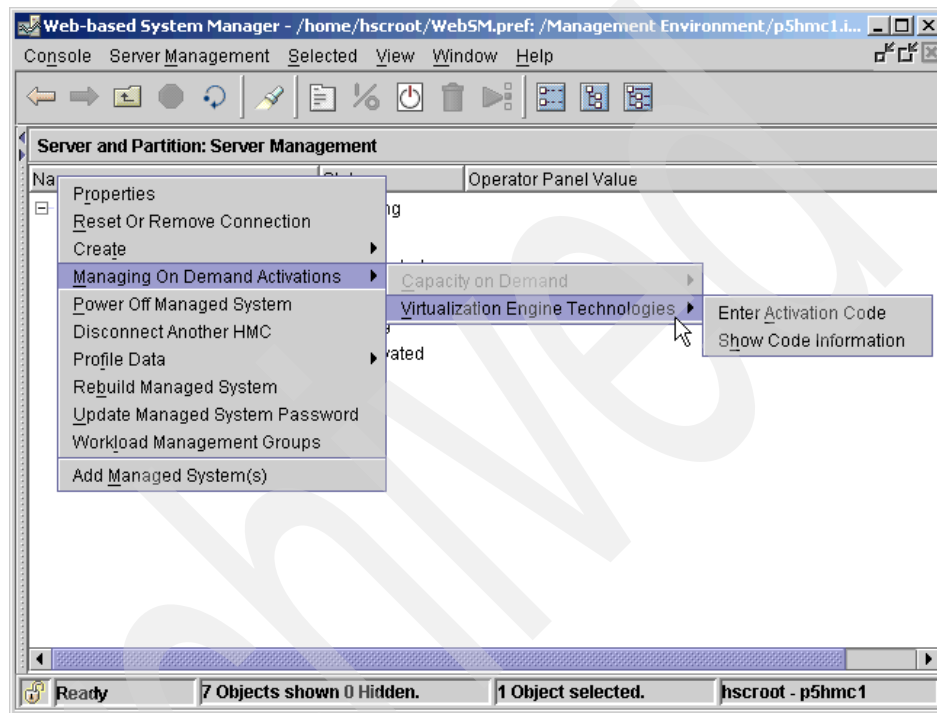 Web-based System Manager - /home/hscroot/WebSM.pref: /Management Environment/p5hmc1.i...
Console Server Management Selected View Window Help
Server and Partition: Server Management
Operator Panel Value
Properties
Reset Or Remove Connection
Create
Managing On Demand Activations
Capacity on Demand
Power Off Managed System
Virtualization Engine Technologies
Enter Activation Code
Disconnect Another HMC
Show Code Information
Profile Data
Rebuild Managed System
Update Managed System Password
Workload Management Groups
Add Managed System(s)
Ready 7 Objects shown 0 Hidden. 1 Object selected. hscroot - p5hmc1